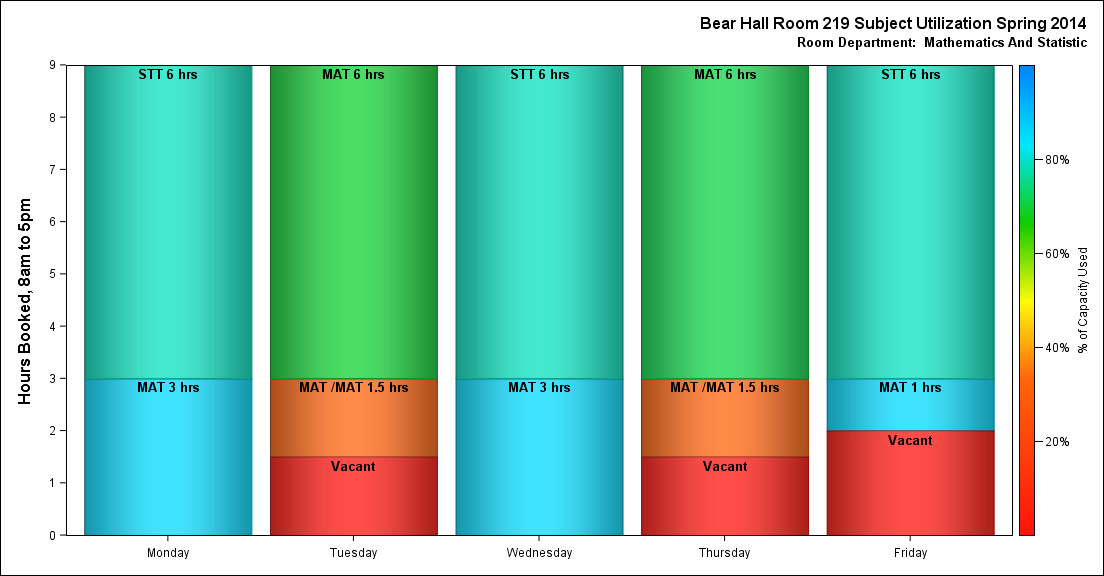 Bear Hall Room 219 Subject Utilization Spring 2014
Room Department:  Mathematics And Statistic
Hours Booked, 8am to 5pm
9
8
7
6
5
4
3
2
1
0
STT 6 hrs
MAT 3 hrs
MAT 6 hrs
MAT /MAT 1.5 hrs
Vacant
STT 6 hrs
MAT 3 hrs
MAT 6 hrs
MAT /MAT 1.5 hrs
Vacant
STT 6 hrs
MAT 1 hrs
Vacant
Monday
Tuesday
Wednesday
Thursday
Friday
80%
60%
40%
20%
% of Capacity Used